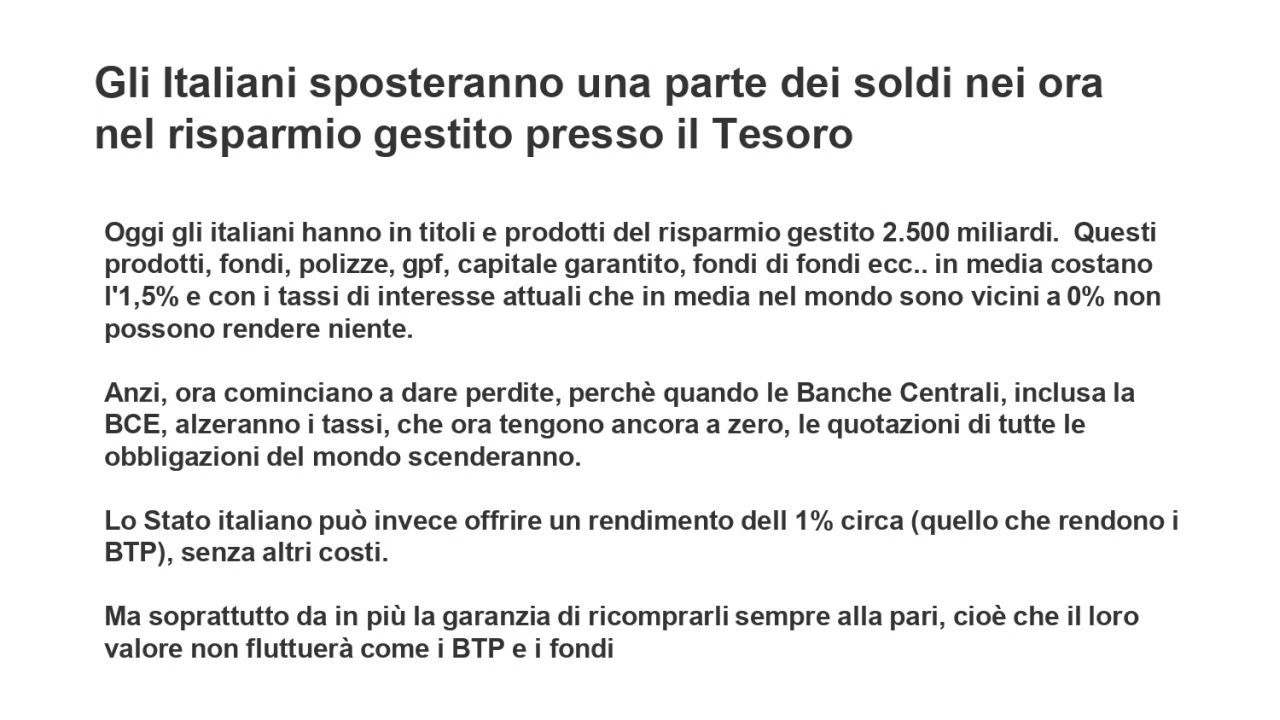 Gli Italiani sposteranno una parte dei soldi nei ora
nel risparmio gestito presso il Tesoro
Oggi gli italiani hanno in titoli e prodotti del risparmio gestito 2.500 miliardi.  Questi
prodotti, fondi, polizze, gpf, capitale garantito, fondi di fondi ecc.. in media costano
l'1,5% e con i tassi di interesse attuali che in media nel mondo sono vicini a 0% non
possono rendere niente.
Anzi, ora cominciano a dare perdite, perchè quando le Banche Centrali, inclusa la
BCE, alzeranno i tassi, che ora tengono ancora a zero, le quotazioni di tutte le
obbligazioni del mondo scenderanno.
Lo Stato italiano può invece offrire un rendimento dell 1% circa (quello che rendono i
BTP), senza altri costi.
Ma soprattutto da in più la garanzia di ricomprarli sempre alla pari, cioè che il loro
valore non fluttuerà come i BTP e i fondi